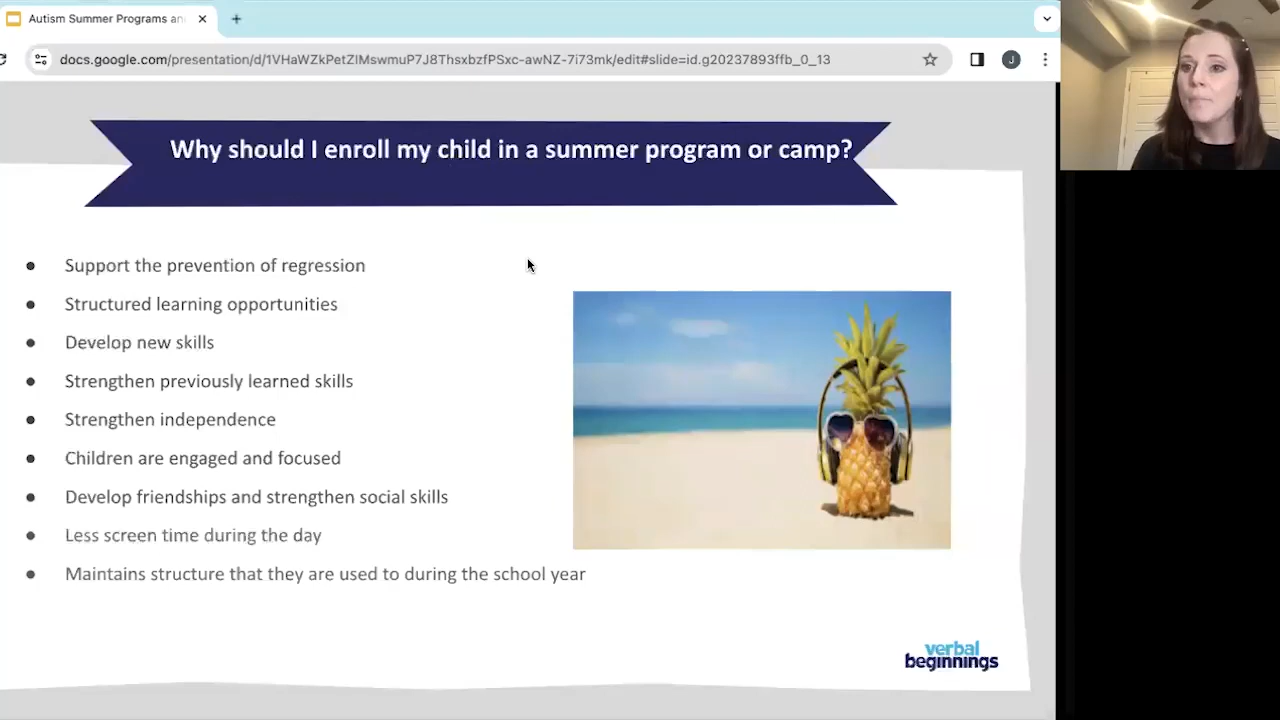 Autism Summer Programs an
docs.google.com/presentation/d/1VHaWZkPetZlMswmuP7J8ThsxbzfPSxc-awNZ-7i73mk/edit#slide=id.g20237893ffb_0_13
J
Why should I enroll my child in a summer program or camp?
● Support the prevention of regression
● Structured learning opportunities
● Develop new skills
● Strengthen previously learned skills
● Strengthen independence
● Children are engaged and focused
● Develop friendships and strengthen social skills
● Less screen time during the day
● Maintains structure that they are used to during the school year
verbal
beginnings